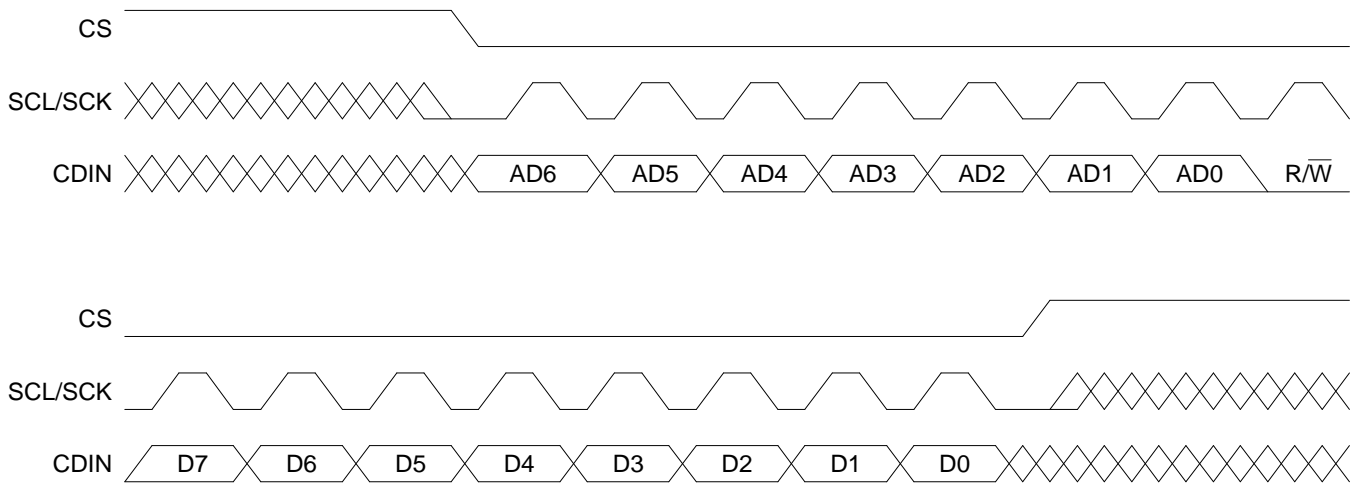 CS
SCL/SCK
CDIN AD6 AD5 AD4 AD3 AD2 AD1 AD0 R/W̅
CS
SCL/SCK
CDIN D7 D6 D5 D4 D3 D2 D1 D0